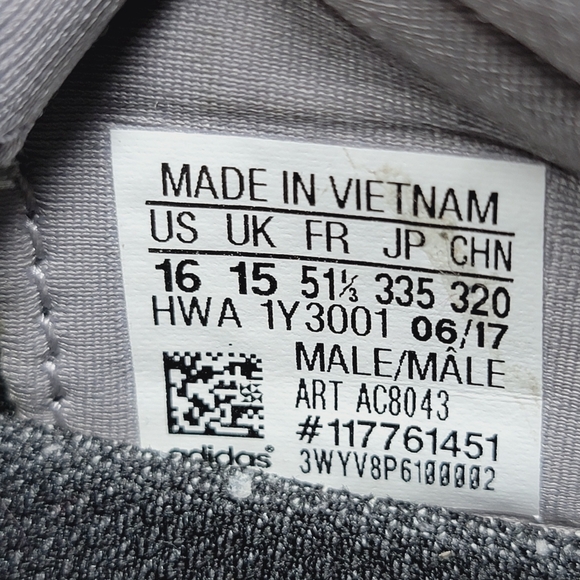 MADE IN VIETNAM
US UK FR JP CHN
16 15 51⅓ 335 320
HWA 1Y3001 06/17
MALE/MÂLE
ART AC8043
#117761451
adidas® 3WYV8P6100002